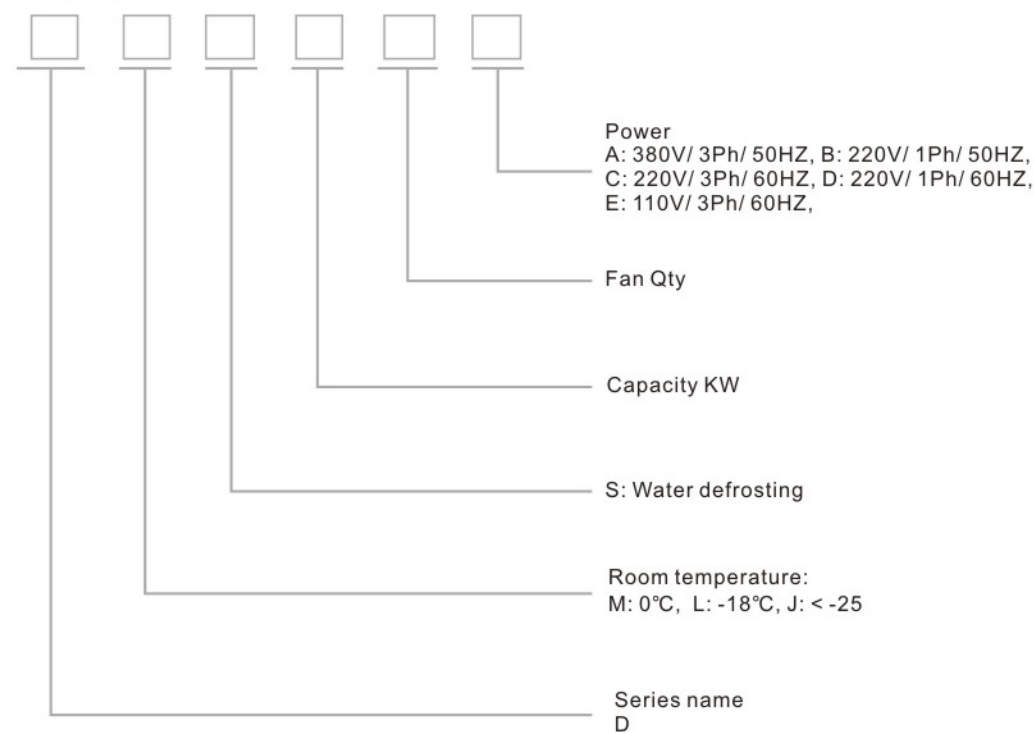 Power
A: 380V/ 3Ph/ 50HZ, B: 220V/ 1Ph/ 50HZ,
C: 220V/ 3Ph/ 60HZ, D: 220V/ 1Ph/ 60HZ,
E: 110V/ 3Ph/ 60HZ,
Fan Qty
Capacity KW
S: Water defrosting
Room temperature:
M: 0℃, L: -18℃, J: < -25
Series name
D